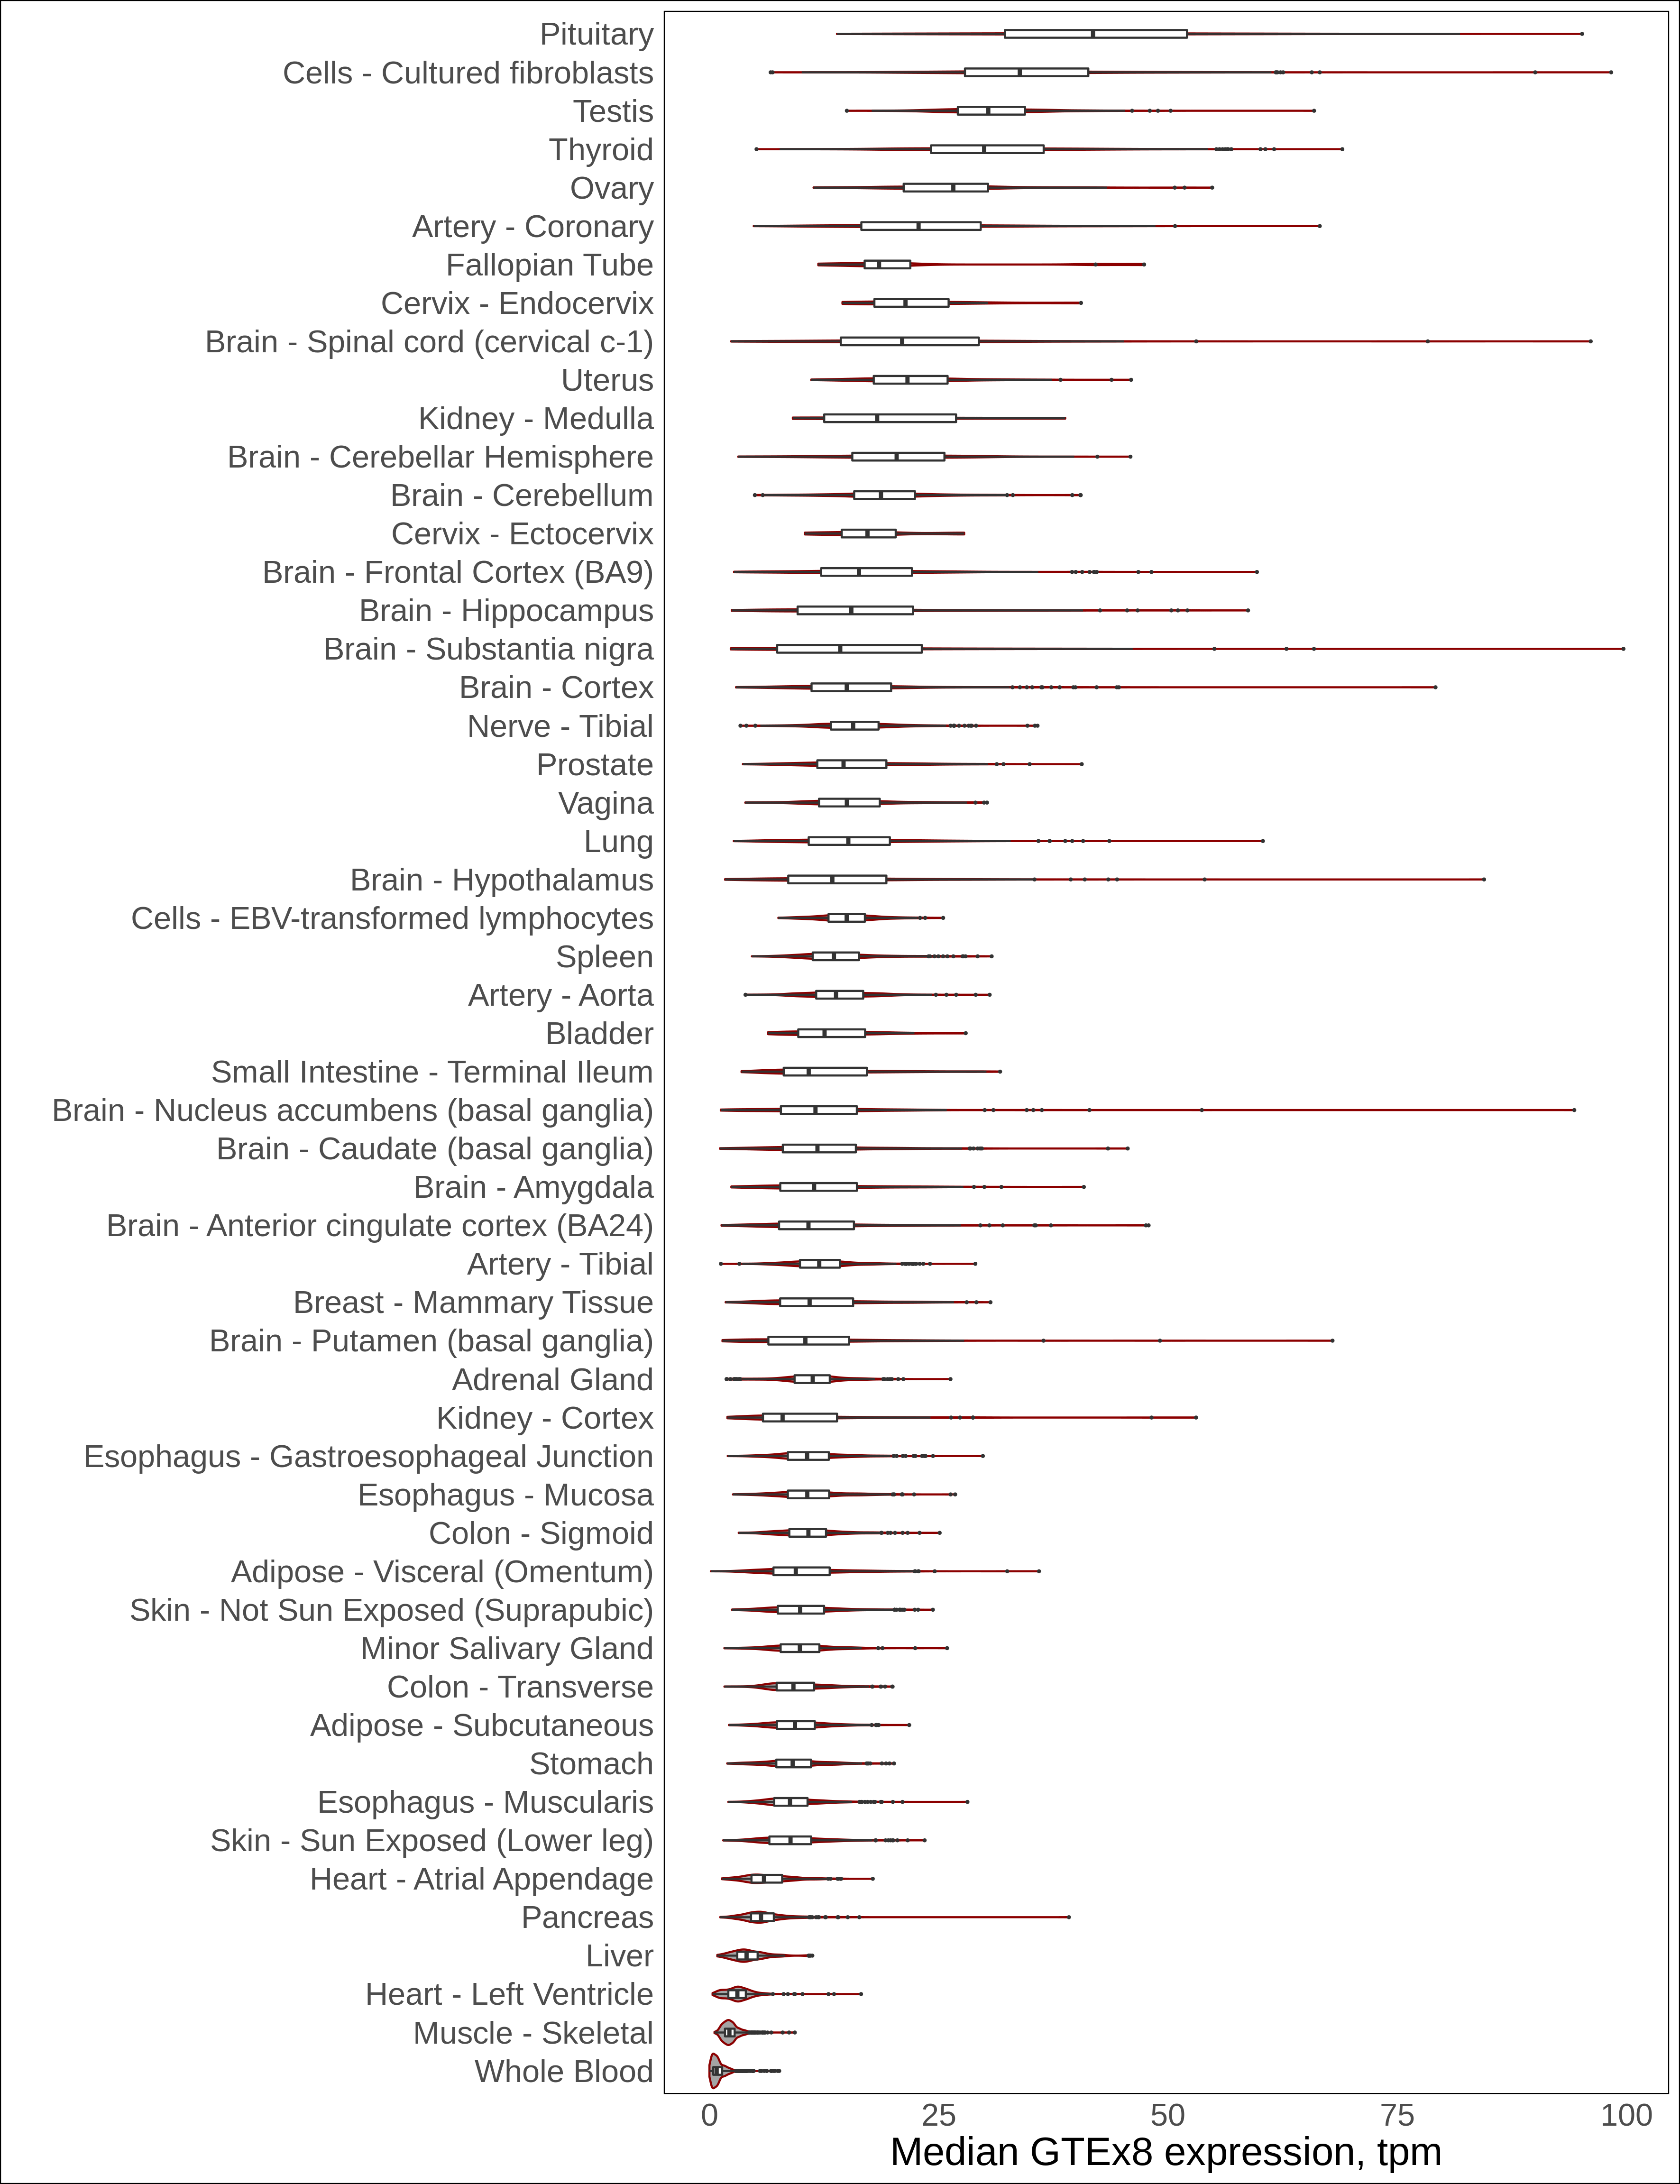 Pituitary
Cells - Cultured fibroblasts
Testis
Thyroid
Ovary
Artery - Coronary
Fallopian Tube
Cervix - Endocervix
Brain - Spinal cord (cervical c-1)
Uterus
Kidney - Medulla
Brain - Cerebellar Hemisphere
Brain - Cerebellum
Cervix - Ectocervix
Brain - Frontal Cortex (BA9)
Brain - Hippocampus
Brain - Substantia nigra
Brain - Cortex
Nerve - Tibial
Prostate
Vagina
Lung
Brain - Hypothalamus
Cells - EBV-transformed lymphocytes
Spleen
Artery - Aorta
Bladder
Small Intestine - Terminal Ileum
Brain - Nucleus accumbens (basal ganglia)
Brain - Caudate (basal ganglia)
Brain - Amygdala
Brain - Anterior cingulate cortex (BA24)
Artery - Tibial
Breast - Mammary Tissue
Brain - Putamen (basal ganglia)
Adrenal Gland
Kidney - Cortex
Esophagus - Gastroesophageal Junction
Esophagus - Mucosa
Colon - Sigmoid
Adipose - Visceral (Omentum)
Skin - Not Sun Exposed (Suprapubic)
Minor Salivary Gland
Colon - Transverse
Adipose - Subcutaneous
Stomach
Esophagus - Muscularis
Skin - Sun Exposed (Lower leg)
Heart - Atrial Appendage
Pancreas
Liver
Heart - Left Ventricle
Muscle - Skeletal
Whole Blood
0 25 50 75 100
Median GTEx8 expression, tpm